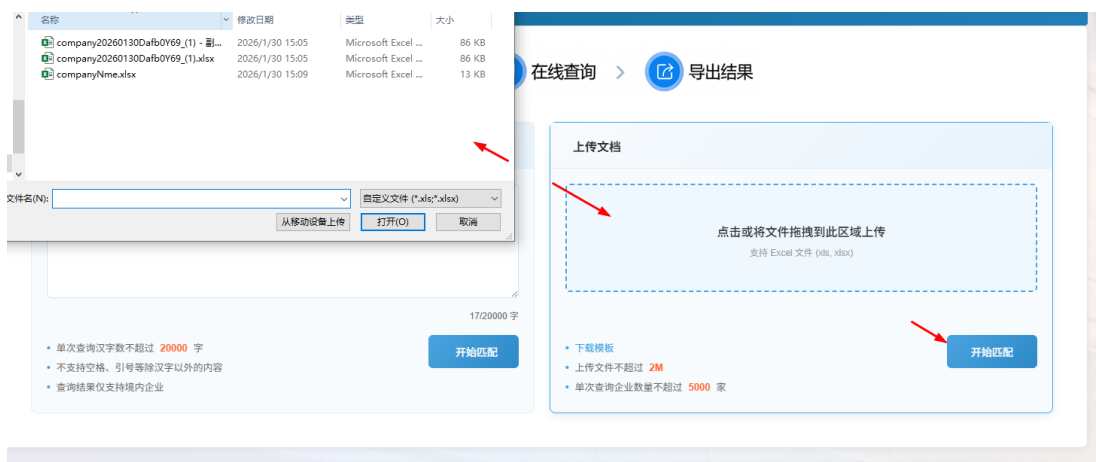 名称 修改日期 类型 大小
company20260130Dafb0Y69_(1) - 副... 2026/1/30 15:05 Microsoft Excel ... 86 KB
company20260130Dafb0Y69_(1).xlsx 2026/1/30 15:05 Microsoft Excel ... 86 KB
companyNme.xlsx 2026/1/30 15:09 Microsoft Excel ... 13 KB
文件名(N): 自定义文件 (*.xls;*.xlsx)
从移动设备上传 打开(O) 取消
在线查询 > 导出结果
17/20000 字
• 单次查询汉字数不超过 20000 字
• 不支持空格、引号等除汉字以外的内容
• 查询结果仅支持境内企业
开始匹配
上传文档
点击或将文件拖拽到此区域上传
支持 Excel 文件 (xls, xlsx)
• 下载模板
• 上传文件不超过 2M
• 单次查询企业数量不超过 5000 家
开始匹配